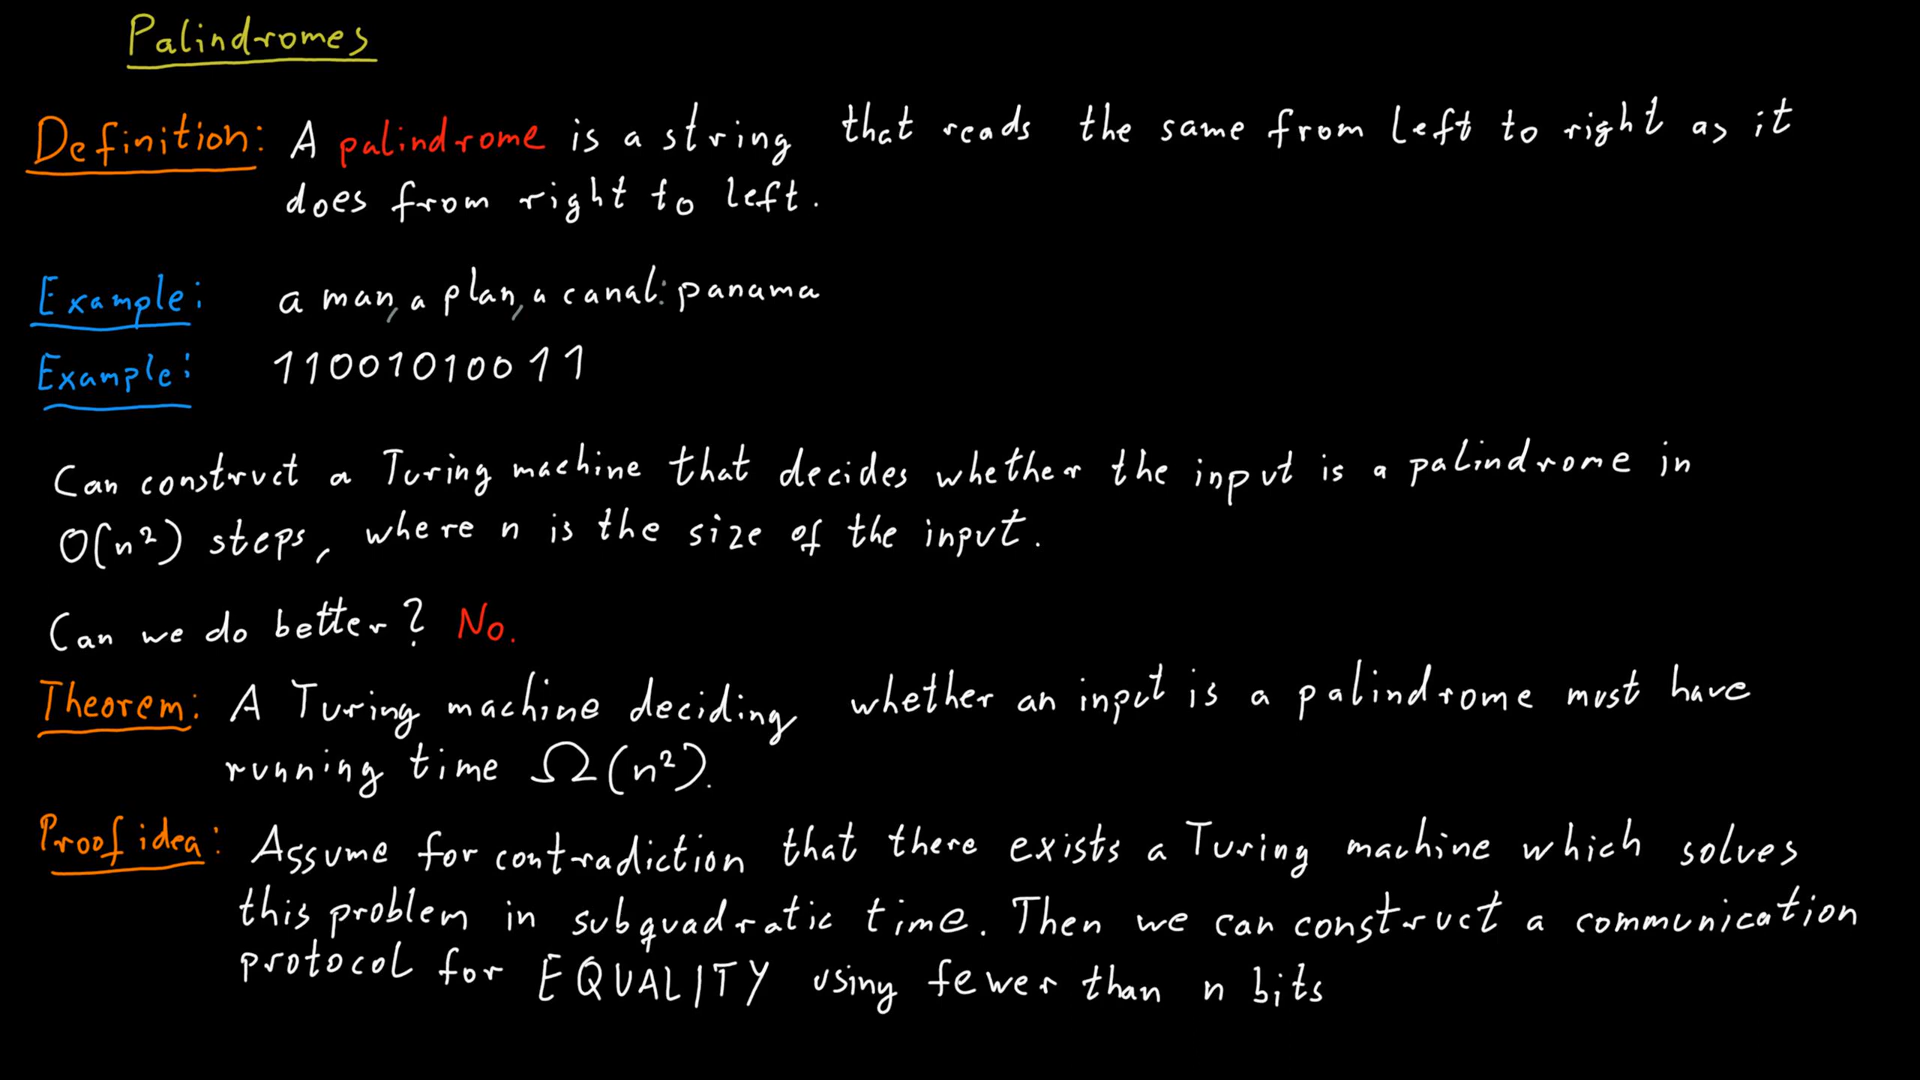 Palindromes
Definition: A palindrome is a string that reads the same from left to right as it
does from right to left.
Example: a man, a plan, a canal: panama
Example: 11001010011
Can construct a Turing machine that decides whether the input is a palindrome in
O(n²) steps, where n is the size of the input.
Can we do better? No.
Theorem: A Turing machine deciding whether an input is a palindrome must have
running time Ω(n²).
Proof idea: Assume for contradiction that there exists a Turing machine which solves
this problem in subquadratic time. Then we can construct a communication
protocol for EQUALITY using fewer than n bits